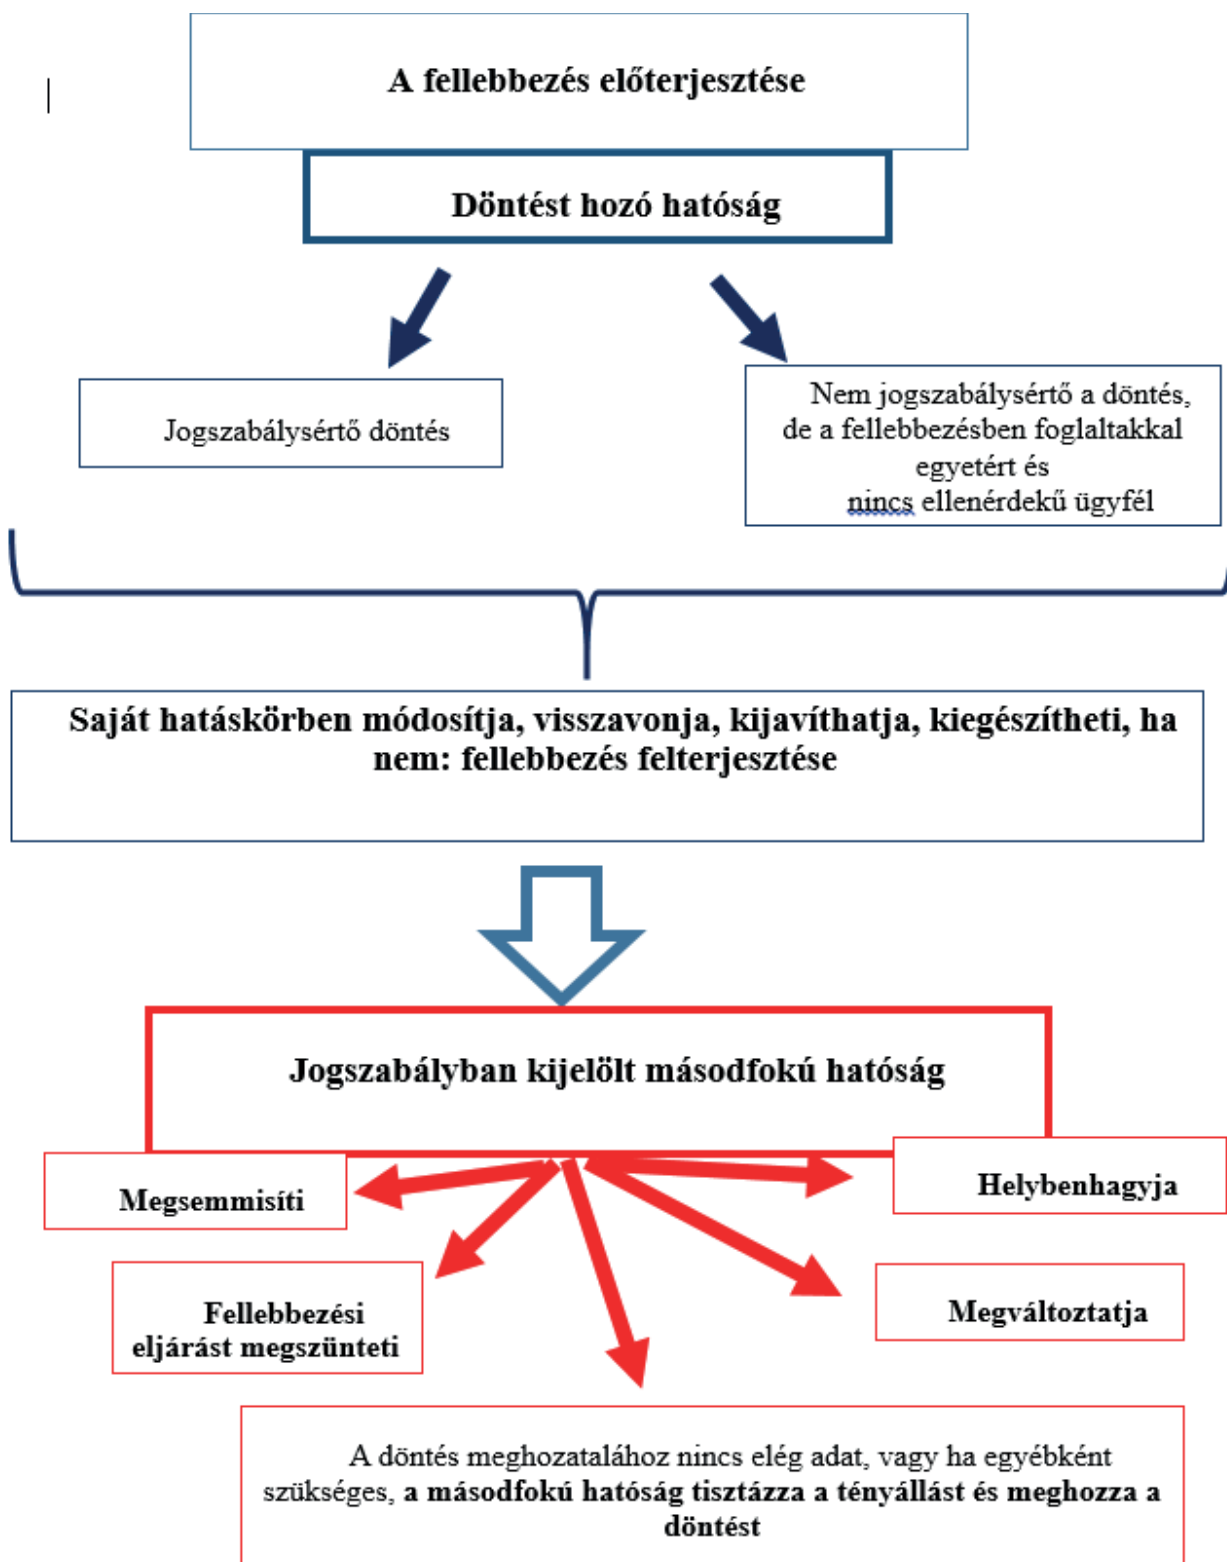 A fellebbezés előterjesztése
Döntést hozó hatóság
Jogszabálysértő döntés
Nem jogszabálysértő a döntés,
de a fellebbezésben foglaltakkal
egyetért és
nincs ellenérdekű ügyfél
Saját hatáskörben módosítja, visszavonja, kijavíthatja, kiegészítheti, ha
nem: fellebbezés felterjesztése
Jogszabályban kijelölt másodfokú hatóság
Megsemmisíti
Helybenhagyja
Fellebbezési
eljárást megszünteti
Megváltoztatja
A döntés meghozatalához nincs elég adat, vagy ha egyébként
szükséges, a másodfokú hatóság tisztázza a tényállást és meghozza a
döntést